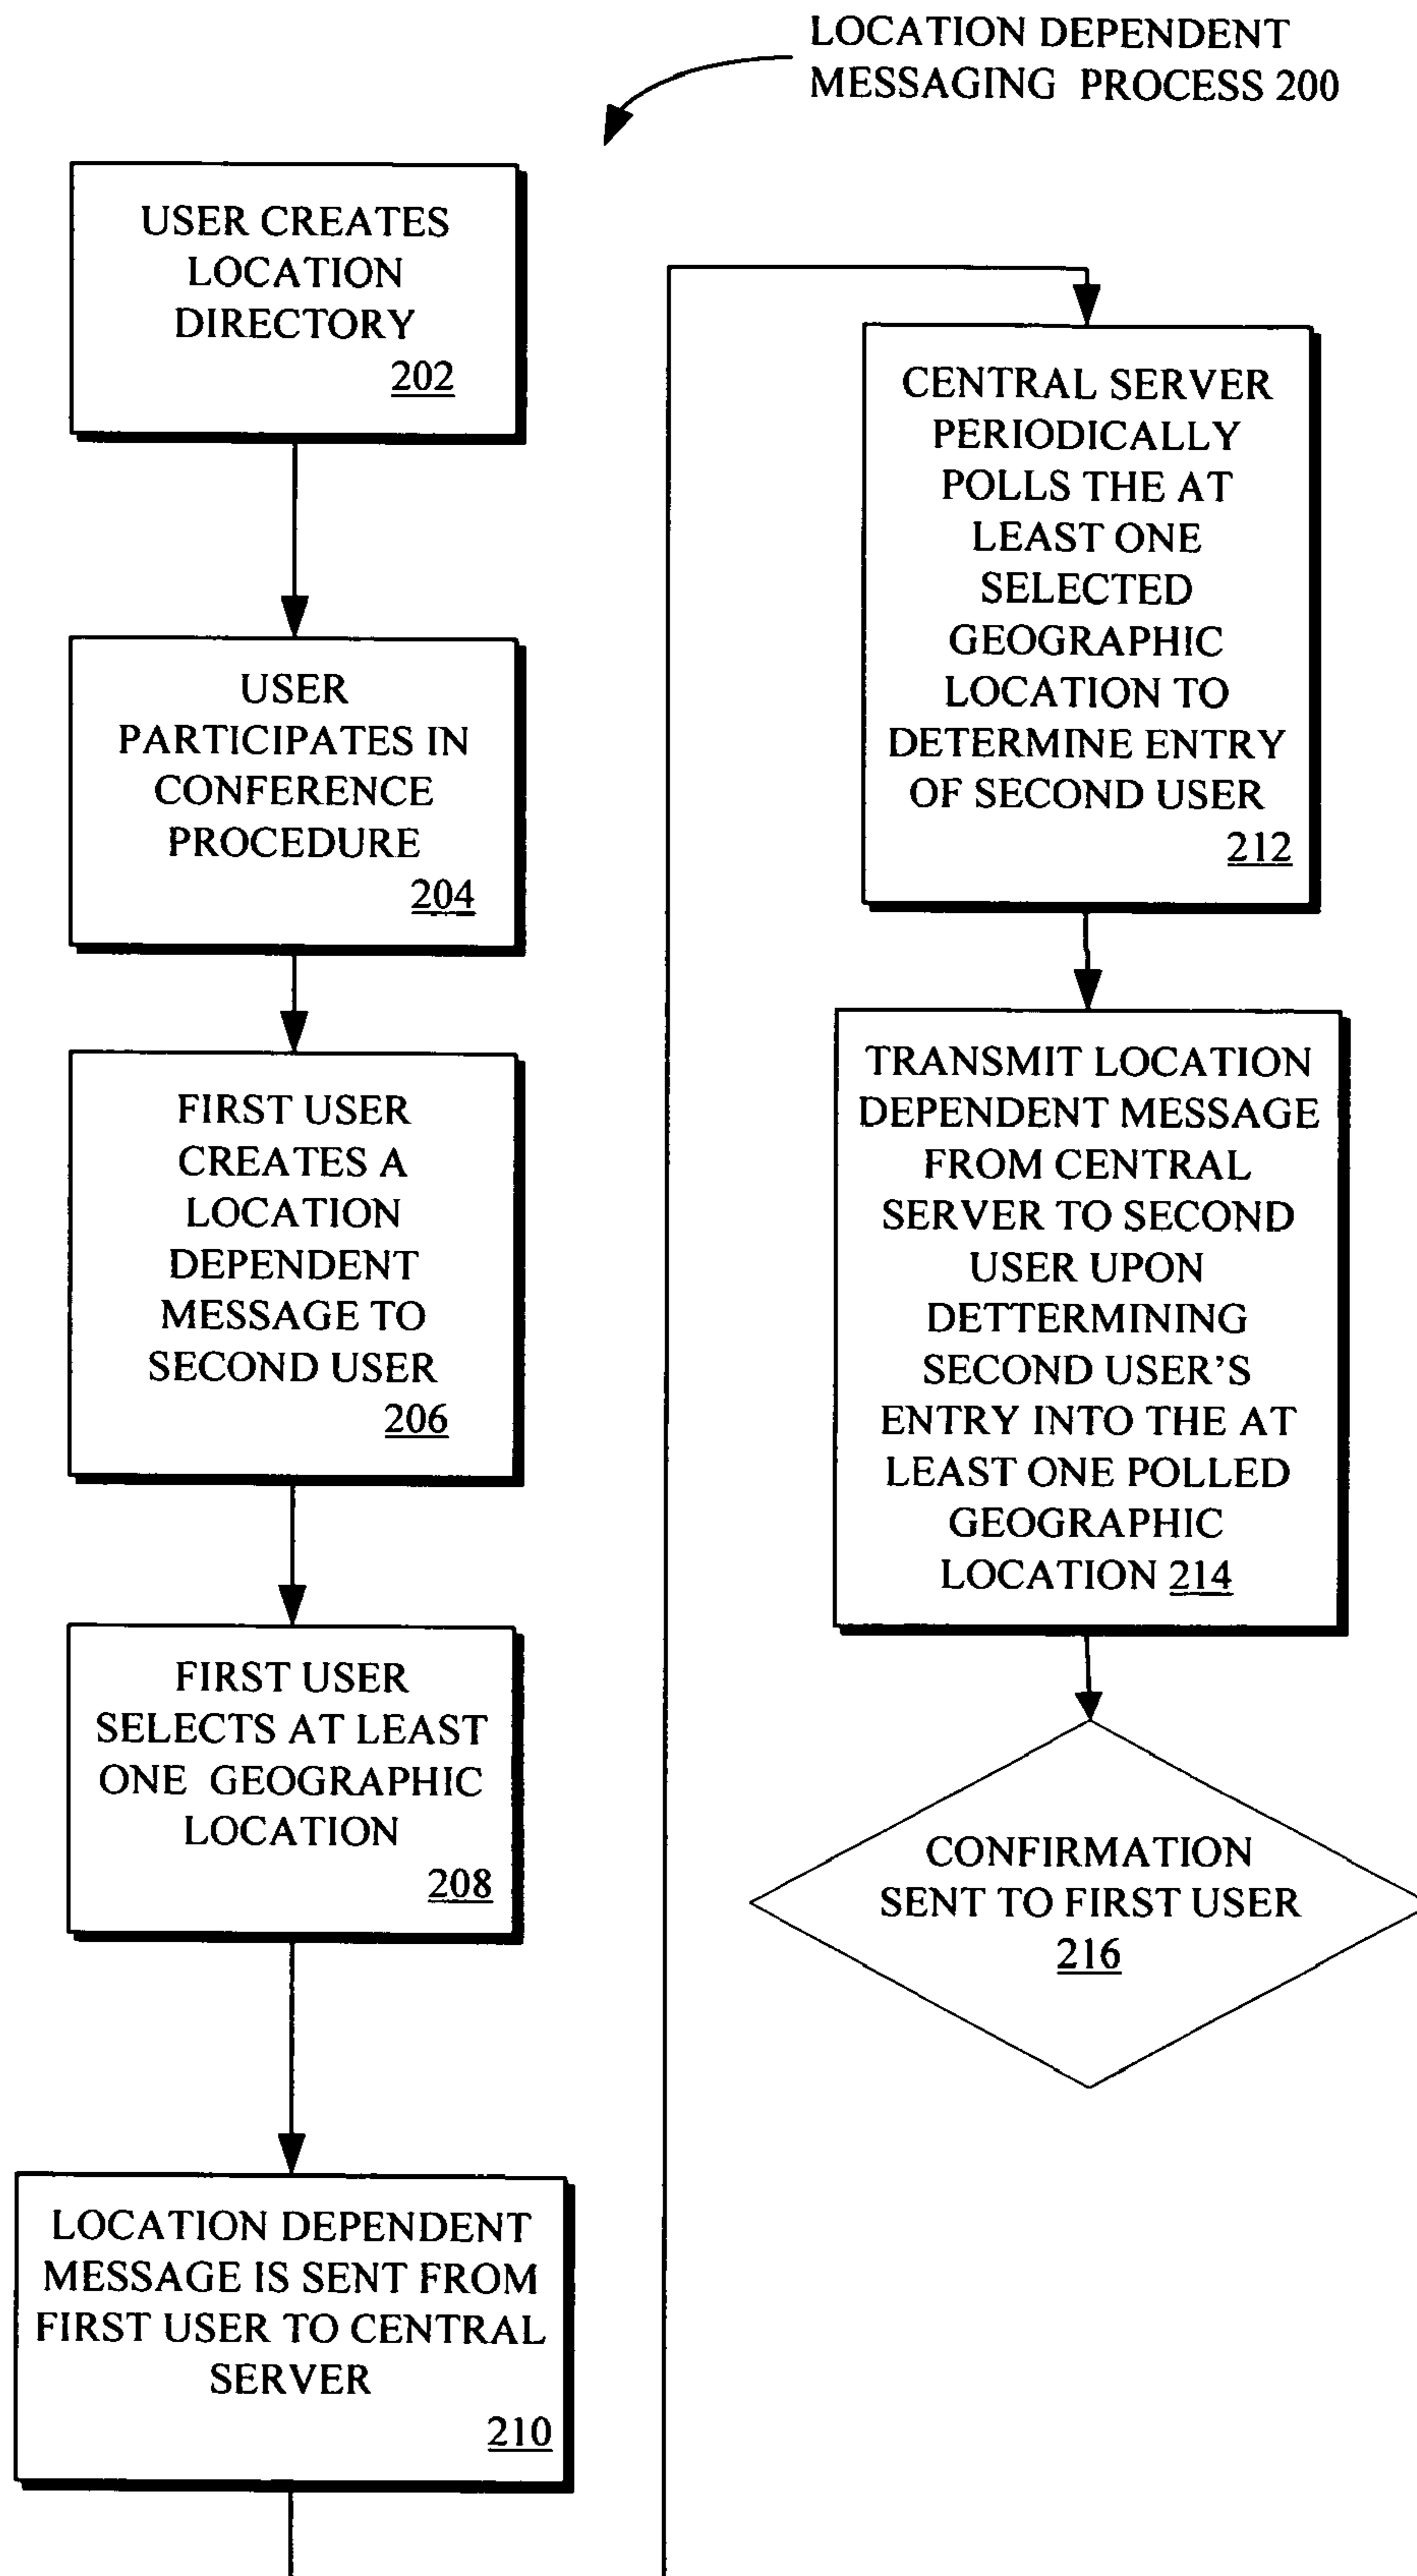 LOCATION DEPENDENT
MESSAGING PROCESS 200
USER CREATES
LOCATION
DIRECTORY
202
USER
PARTICIPATES IN
CONFERENCE
PROCEDURE
204
FIRST USER
CREATES A
LOCATION
DEPENDENT
MESSAGE TO
SECOND USER
206
FIRST USER
SELECTS AT LEAST
ONE GEOGRAPHIC
LOCATION
208
LOCATION DEPENDENT
MESSAGE IS SENT FROM
FIRST USER TO CENTRAL
SERVER
210
CENTRAL SERVER
PERIODICALLY
POLLS THE AT
LEAST ONE
SELECTED
GEOGRAPHIC
LOCATION TO
DETERMINE ENTRY
OF SECOND USER
212
TRANSMIT LOCATION
DEPENDENT MESSAGE
FROM CENTRAL
SERVER TO SECOND
USER UPON
DETTERMINING
SECOND USER'S
ENTRY INTO THE AT
LEAST ONE POLLED
GEOGRAPHIC
LOCATION 214
CONFIRMATION
SENT TO FIRST USER
216